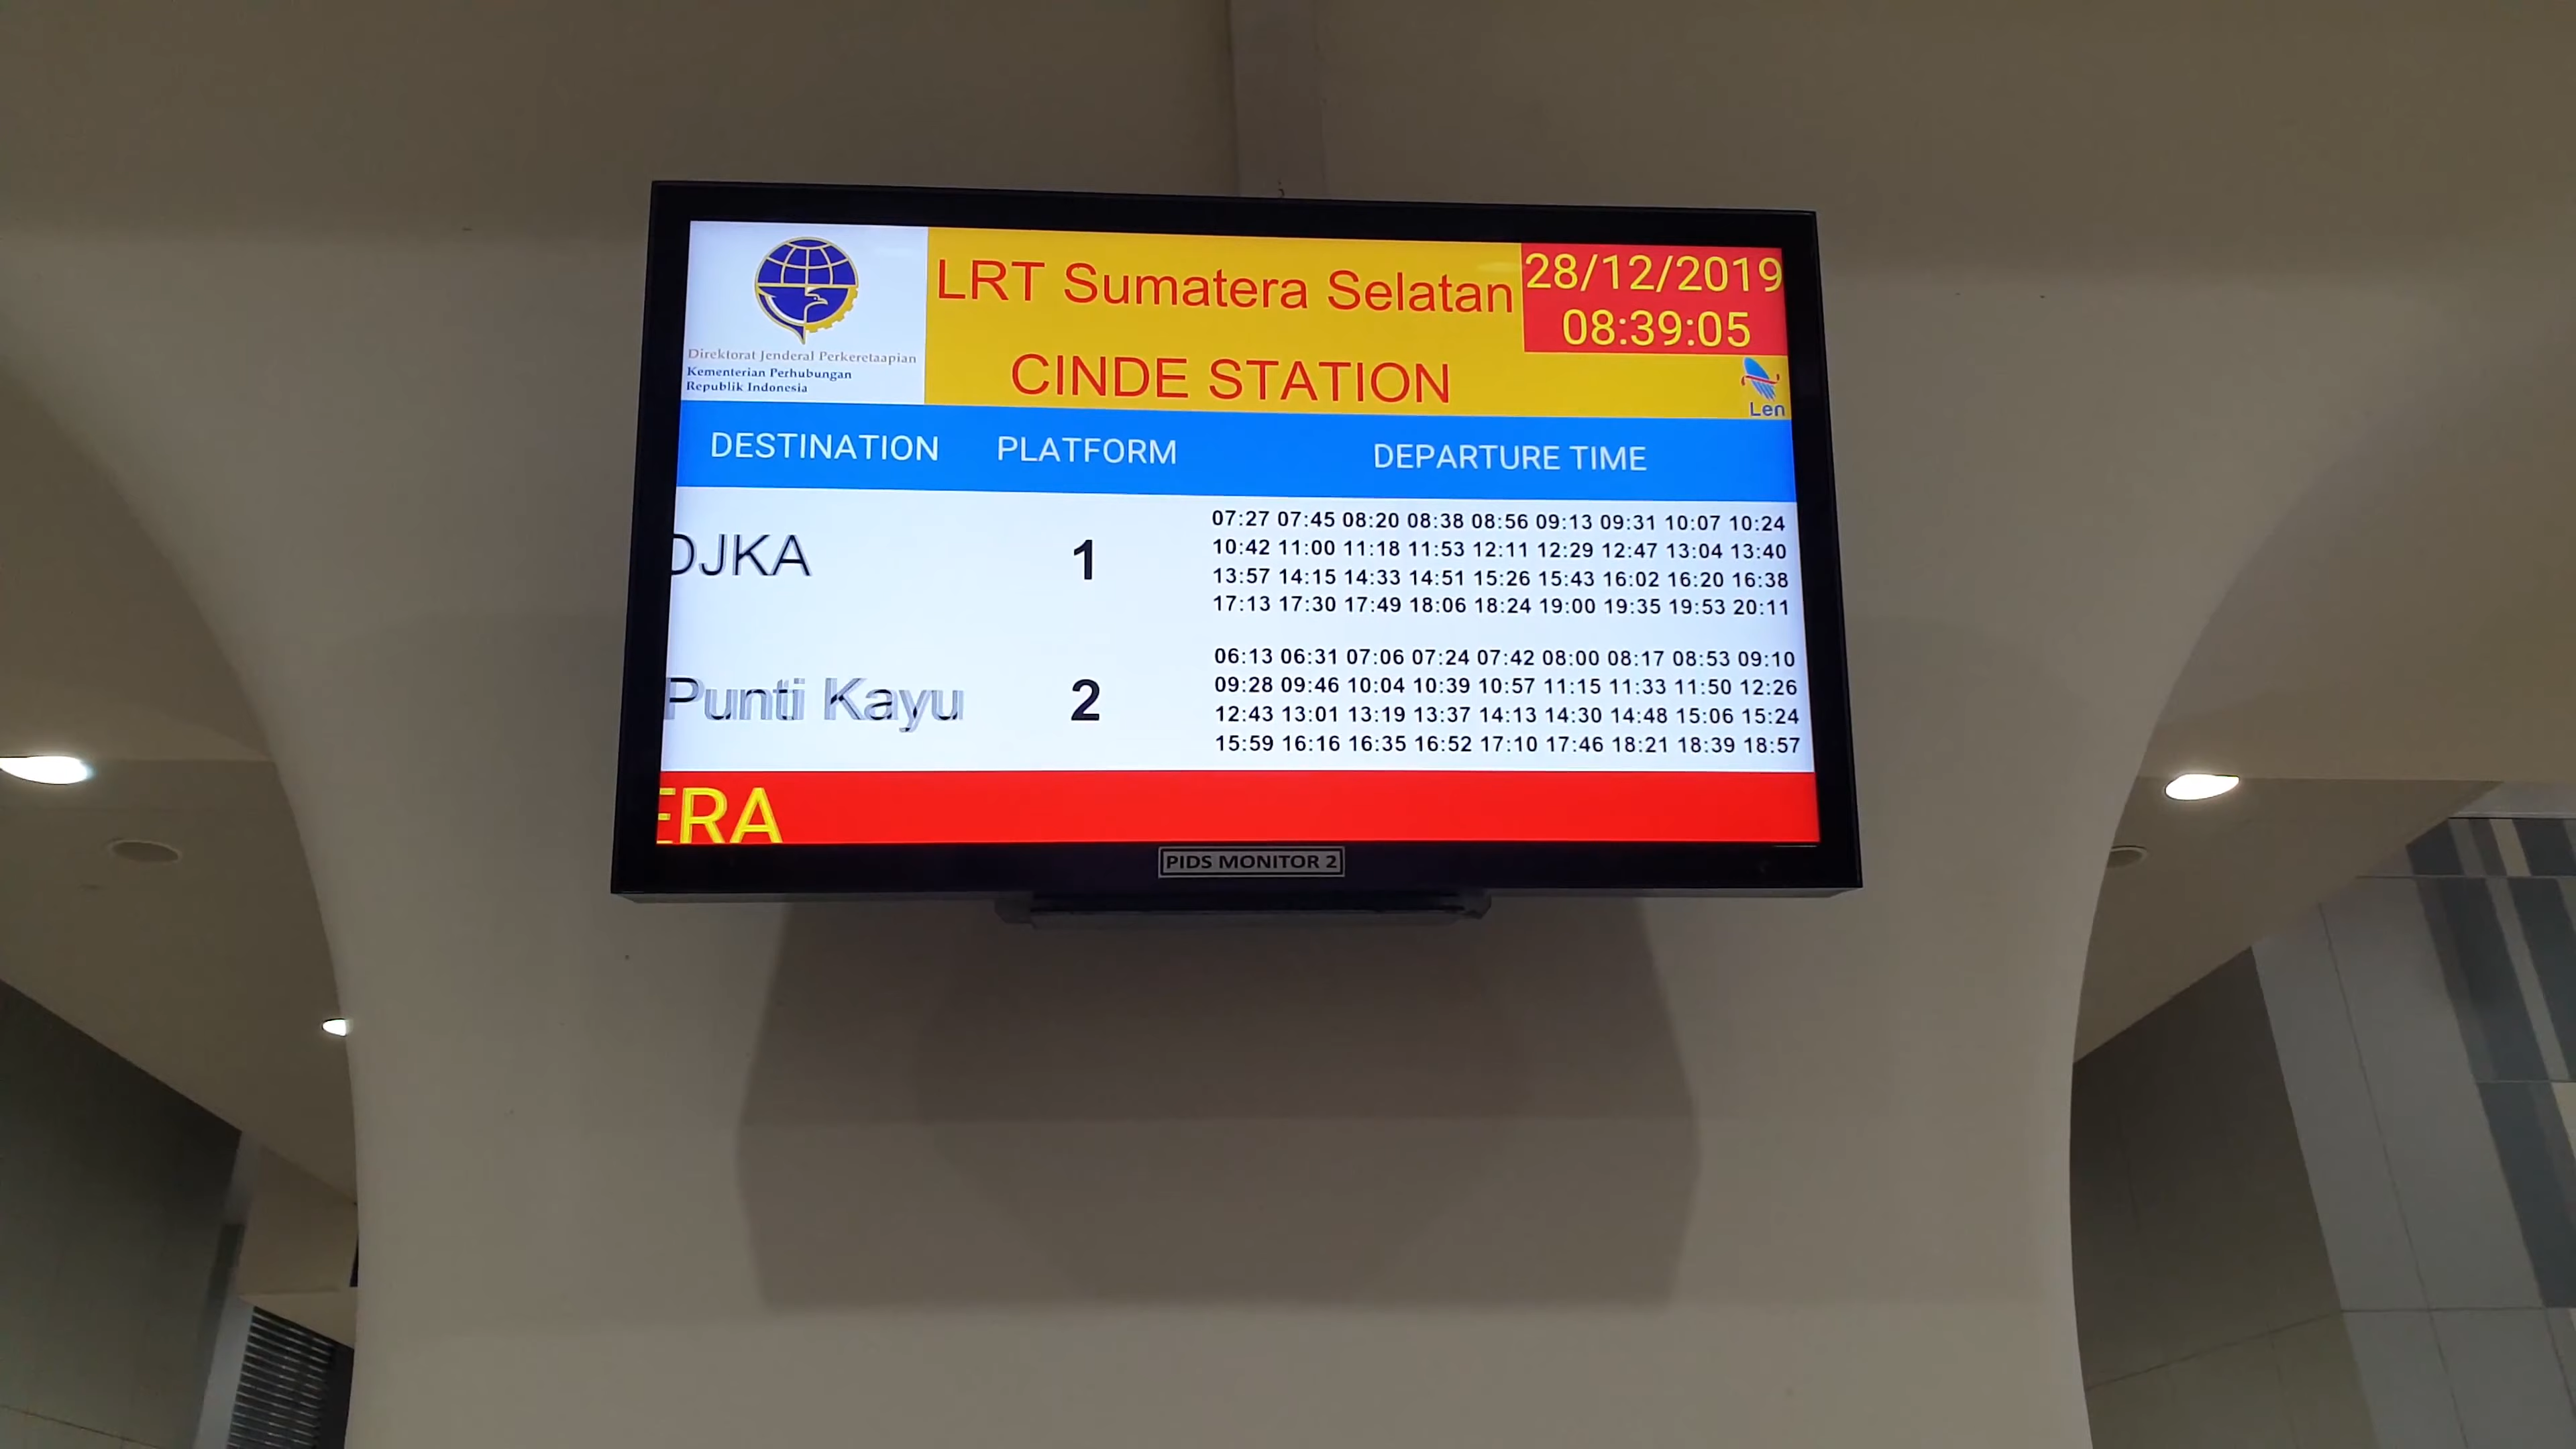 Direktorat Jenderal Perkeretaapian
Kementerian Perhubungan
Republik Indonesia
LRT Sumatera Selatan
CINDE STATION
28/12/2019
08:39:05
Len
DESTINATION PLATFORM DEPARTURE TIME
DJKA 1
07:27 07:45 08:20 08:38 08:56 09:13 09:31 10:07 10:24
10:42 11:00 11:18 11:53 12:11 12:29 12:47 13:04 13:40
13:57 14:15 14:33 14:51 15:26 15:43 16:02 16:20 16:38
17:13 17:30 17:49 18:06 18:24 19:00 19:35 19:53 20:11
Punti Kayu 2
06:13 06:31 07:06 07:24 07:42 08:00 08:17 08:53 09:10
09:28 09:46 10:04 10:39 10:57 11:15 11:33 11:50 12:26
12:43 13:01 13:19 13:37 14:13 14:30 14:48 15:06 15:24
15:59 16:16 16:35 16:52 17:10 17:46 18:21 18:39 18:57
ERA
PIDS MONITOR 2